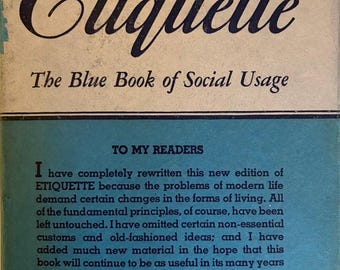 Etiquette
The Blue Book of Social Usage
TO MY READERS
I have completely rewritten this new edition of
ETIQUETTE because the problems of modern life
demand certain changes in the forms of living. All
of the fundamental principles, of course, have been
left untouched. I have omitted certain non-essential
customs and old-fashioned ideas; and I have
added much new material in the hope that this
book will continue to be as useful in its many years